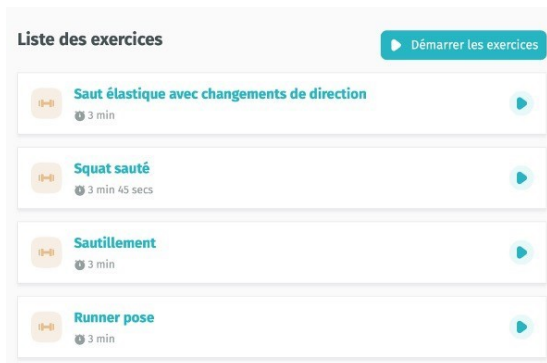 Liste des exercices
Démarrer les exercices
Saut élastique avec changements de direction
3 min
Squat sauté
3 min 45 secs
Sautillement
3 min
Runner pose
3 min